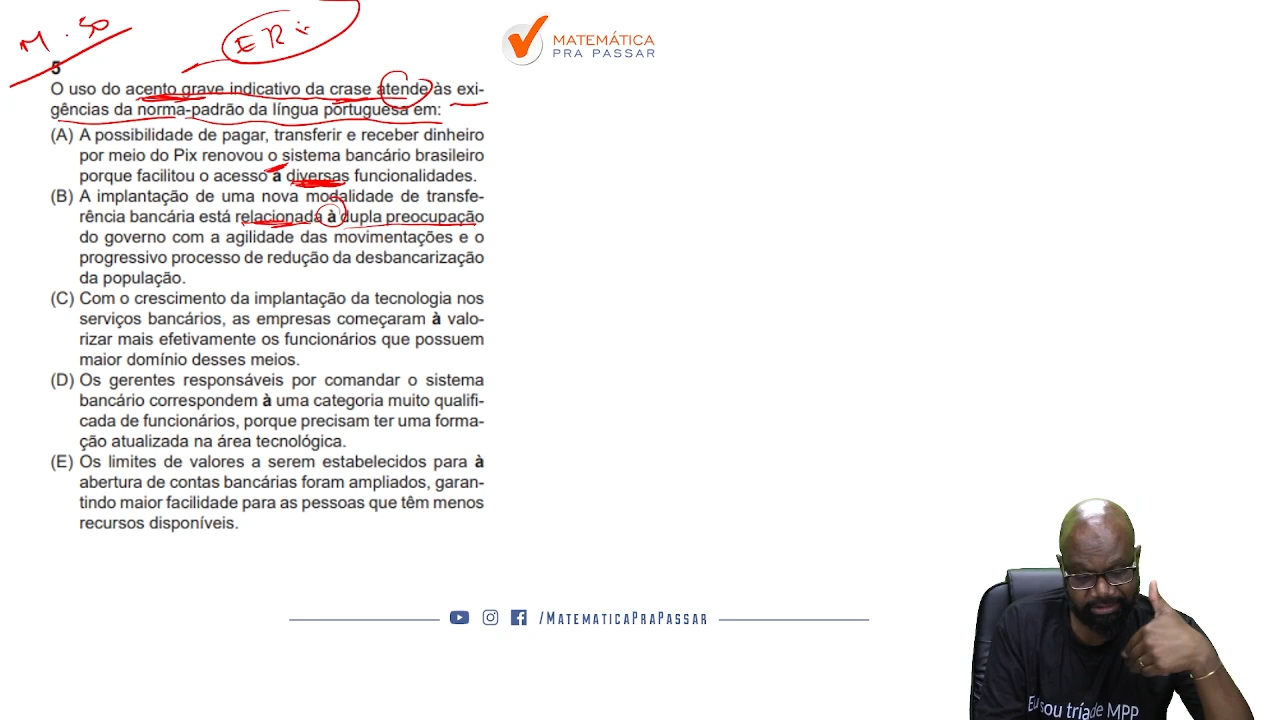 M. 50
ER
MATEMÁTICA
PRA PASSAR
5
O uso do acento grave indicativo da crase atende às exi-
gências da norma-padrão da língua portuguesa em:
(A) A possibilidade de pagar, transferir e receber dinheiro
por meio do Pix renovou o sistema bancário brasileiro
porque facilitou o acesso à diversas funcionalidades.
(B) A implantação de uma nova modalidade de transfe-
rência bancária está relacionada à dupla preocupação
do governo com a agilidade das movimentações e o
progressivo processo de redução da desbancarização
da população.
(C) Com o crescimento da implantação da tecnologia nos
serviços bancários, as empresas começaram à valo-
rizar mais efetivamente os funcionários que possuem
maior domínio desses meios.
(D) Os gerentes responsáveis por comandar o sistema
bancário correspondem à uma categoria muito qualifi-
cada de funcionários, porque precisam ter uma forma-
ção atualizada na área tecnológica.
(E) Os limites de valores a serem estabelecidos para à
abertura de contas bancárias foram ampliados, garan-
tindo maior facilidade para as pessoas que têm menos
recursos disponíveis.
/MatematicaPraPassar
Eu sou tríade MPP